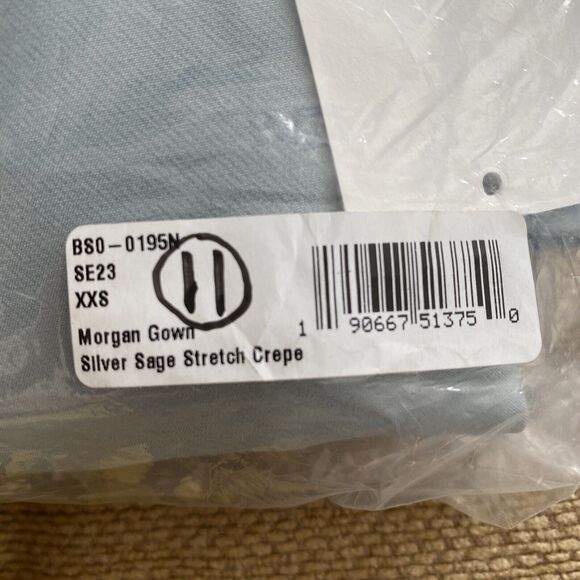 BS0-0195N
SE23
XXS
11
Morgan Gown
Silver Sage Stretch Crepe
1 90667 51375 0